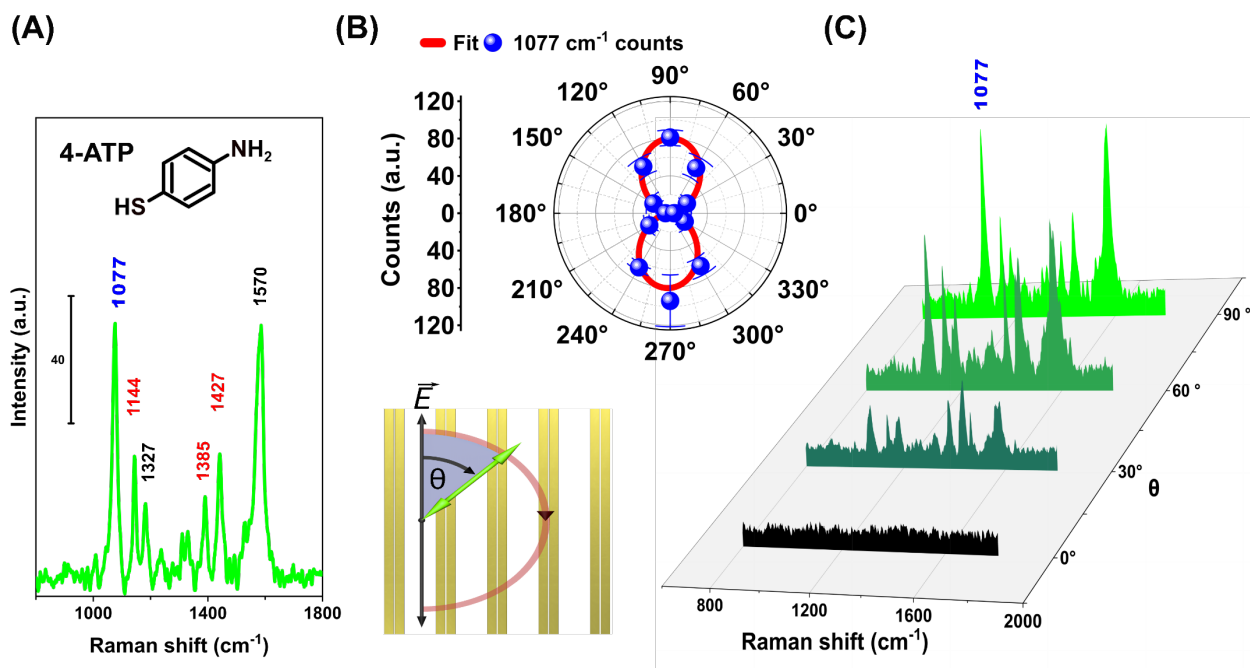 (A)
4-ATP
NH2
HS
1077
1144
1327
1385
1427
1570
40
Intensity (a.u.)
1000
1400
1800
Raman shift (cm-1)
(B)
Fit 1077 cm-1 counts
120
80
40
0
40
80
120
Counts (a.u.)
90°
60°
30°
0°
330°
300°
270°
240°
210°
180°
150°
120°
E
θ
(C)
1077
90 °
60 °
30°
0°
θ
800
1200
1600
2000
Raman shift (cm-1)